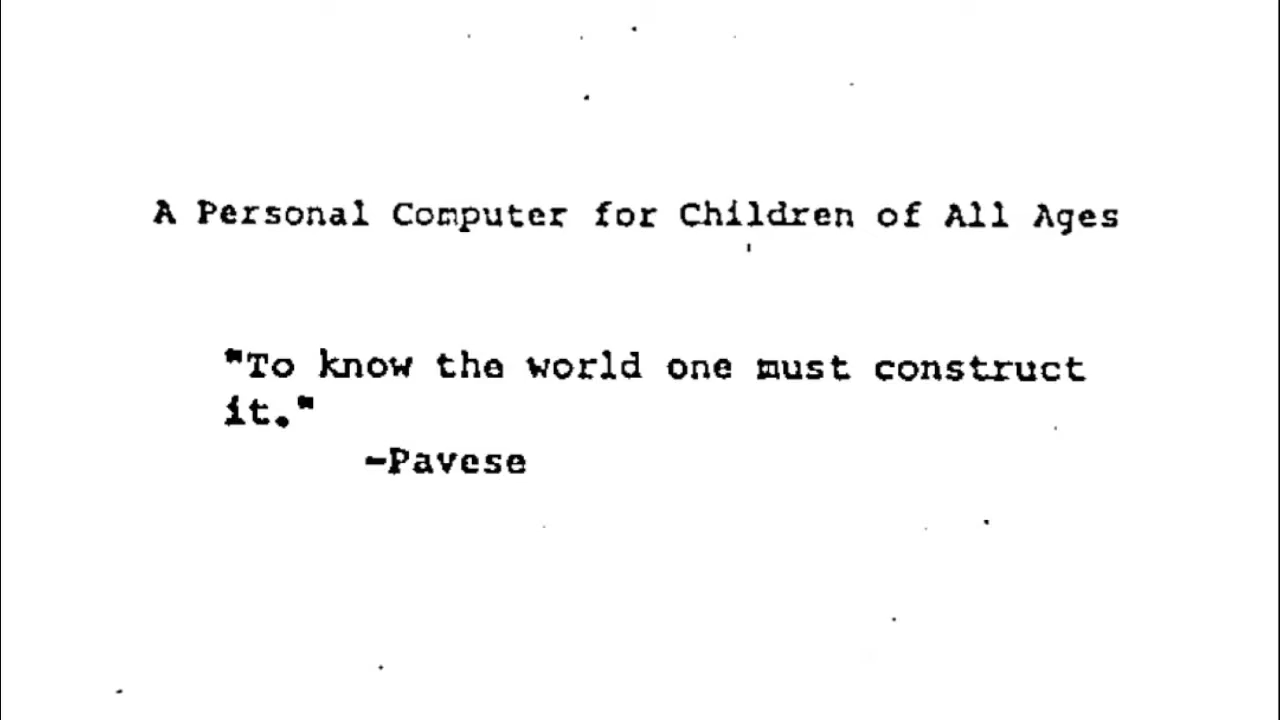 A Personal Computer for Children of All Ages
"To know the world one must construct
it."
-Pavese